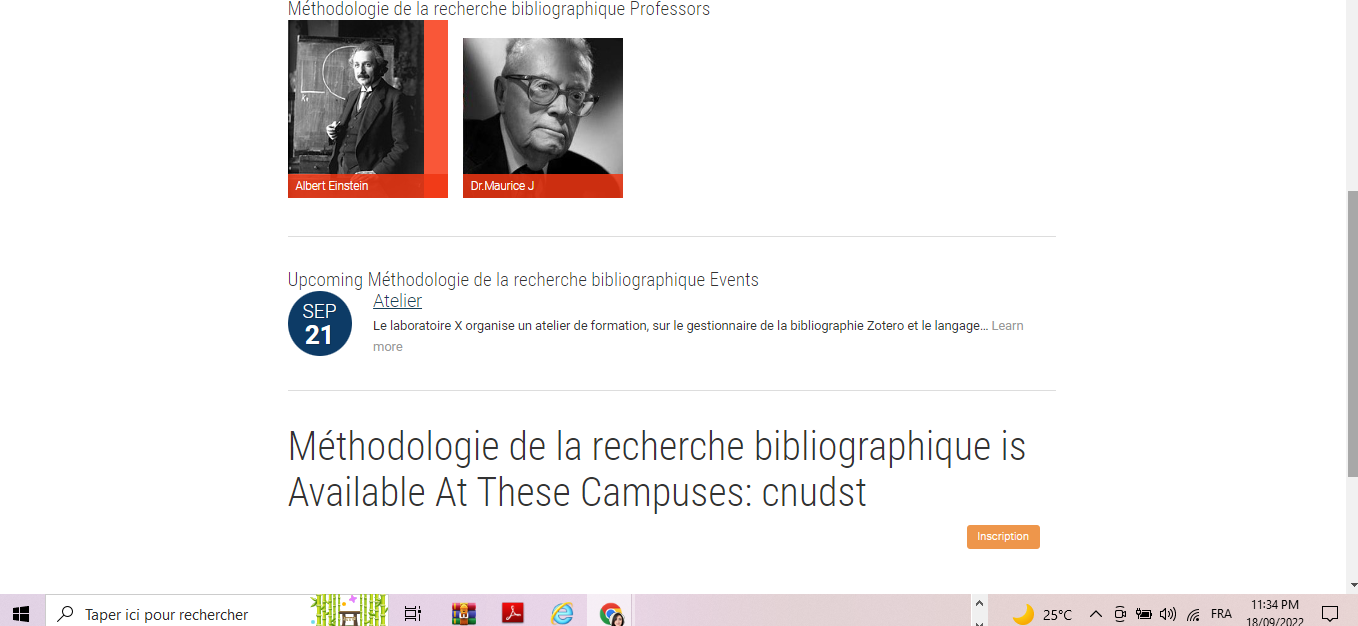 Méthodologie de la recherche bibliographique Professors
Albert Einstein
Dr.Maurice J
Upcoming Méthodologie de la recherche bibliographique Events
SEP
21
Atelier
Le laboratoire X organise un atelier de formation, sur le gestionnaire de la bibliographie Zotero et le langage... Learn
more
Méthodologie de la recherche bibliographique is
Available At These Campuses: cnudst
Inscription
Taper ici pour rechercher
25°C
FRA
11:34 PM
18/09/2022